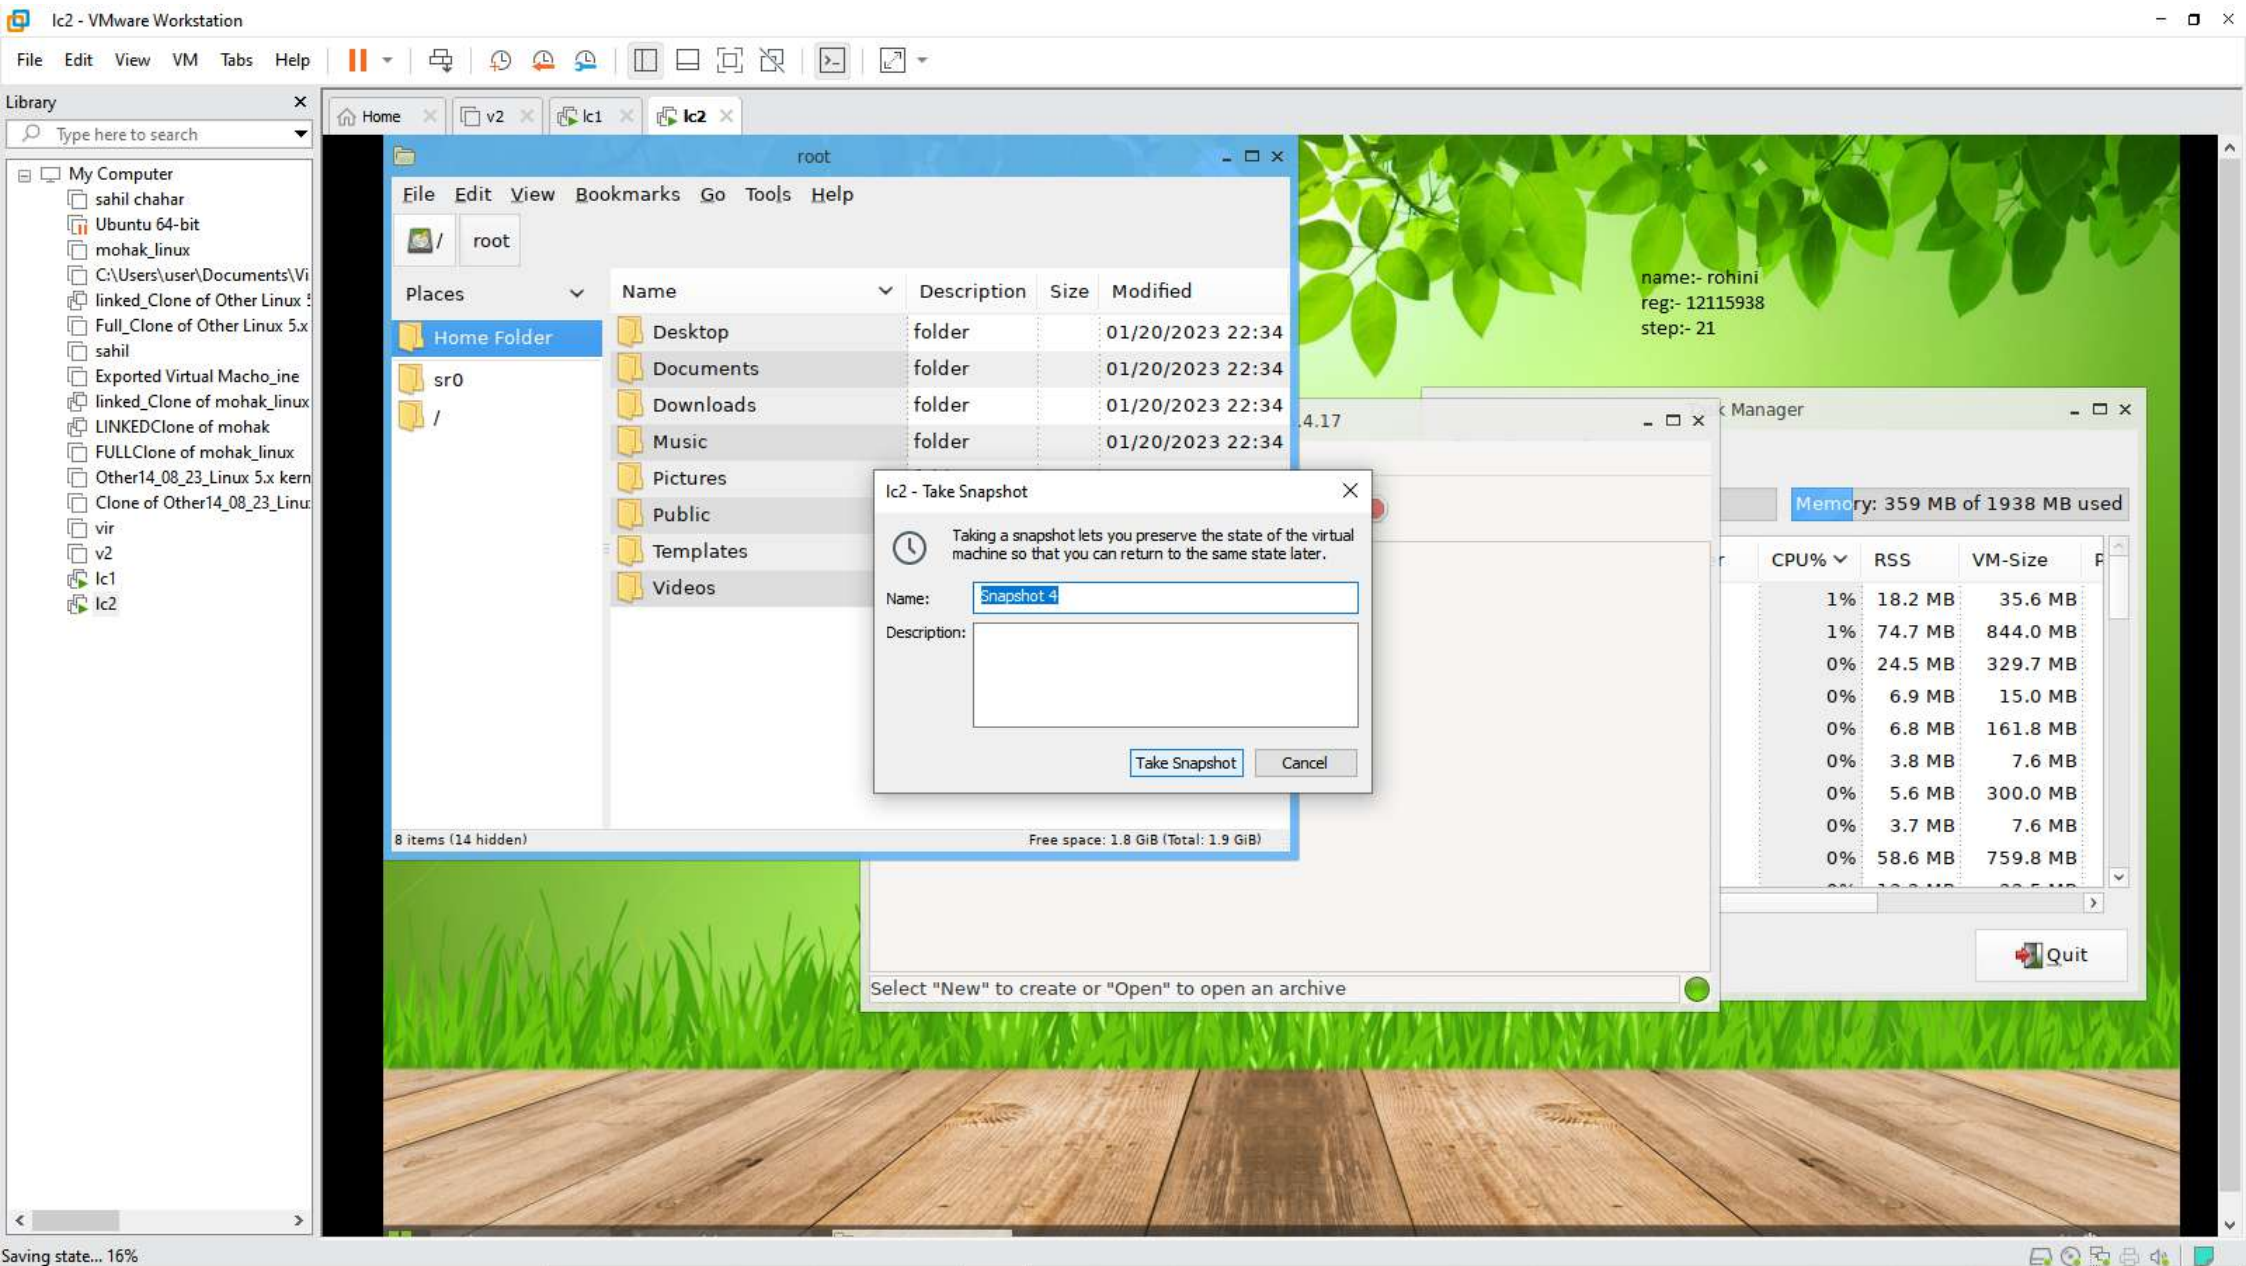 lc2 - VMware Workstation
File Edit View VM Tabs Help
Library
Type here to search
Home
v2
lc1
lc2
My Computer
sahil chahar
Ubuntu 64-bit
mohak_linux
C:\Users\user\Documents\Vi
linked_Clone of Other Linux
Full_Clone of Other Linux 5.x
sahil
Exported Virtual Macho_ine
linked_Clone of mohak_linux
LINKEDClone of mohak
FULLClone of mohak_linux
Other14_08_23_Linux 5.x kern
Clone of Other14_08_23_Linu
vir
v2
lc1
lc2
root
File Edit View Bookmarks Go Tools Help
/ root
Places
Home Folder
sr0
/
Name Description Size Modified
Desktop folder 01/20/2023 22:34
Documents folder 01/20/2023 22:34
Downloads folder 01/20/2023 22:34
Music folder 01/20/2023 22:34
Pictures
Public
Templates
Videos
8 items (14 hidden) Free space: 1.8 GiB (Total: 1.9 GiB)
lc2 - Take Snapshot
Taking a snapshot lets you preserve the state of the virtual
machine so that you can return to the same state later.
Name: Snapshot 4
Description:
Take Snapshot Cancel
name:- rohini
reg:- 12115938
step:- 21
.4.17
Manager
Memory: 359 MB of 1938 MB used
CPU% RSS VM-Size
1% 18.2 MB 35.6 MB
1% 74.7 MB 844.0 MB
0% 24.5 MB 329.7 MB
0% 6.9 MB 15.0 MB
0% 6.8 MB 161.8 MB
0% 3.8 MB 7.6 MB
0% 5.6 MB 300.0 MB
0% 3.7 MB 7.6 MB
0% 58.6 MB 759.8 MB
Quit
Select "New" to create or "Open" to open an archive
Saving state... 16%